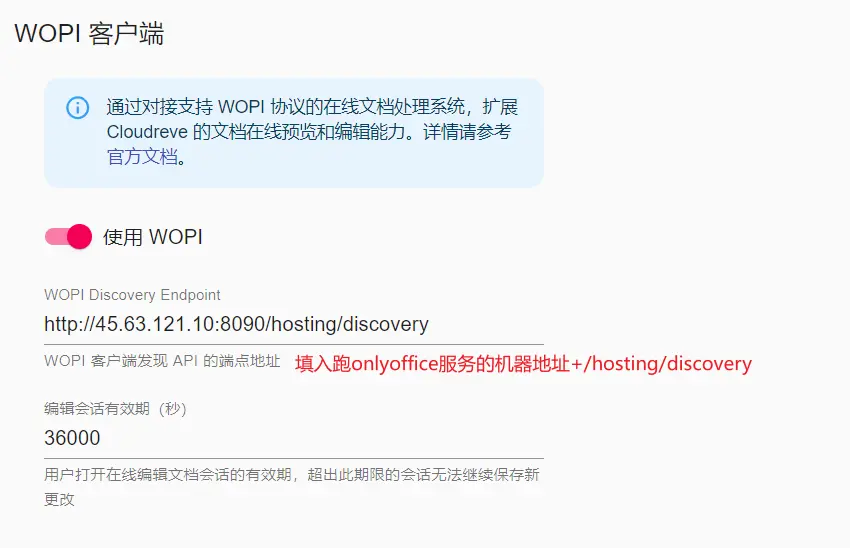 WOPI 客户端
通过对接支持 WOPI 协议的在线文档处理系统，扩展
Cloudreve 的文档在线预览和编辑能力。详情请参考
官方文档。
使用 WOPI
WOPI Discovery Endpoint
http://45.63.121.10:8090/hosting/discovery
WOPI 客户端发现 API 的端点地址 填入跑onlyoffice服务的机器地址+/hosting/discovery
编辑会话有效期（秒）
36000
用户打开在线编辑文档会话的有效期，超出此期限的会话无法继续保存新
更改